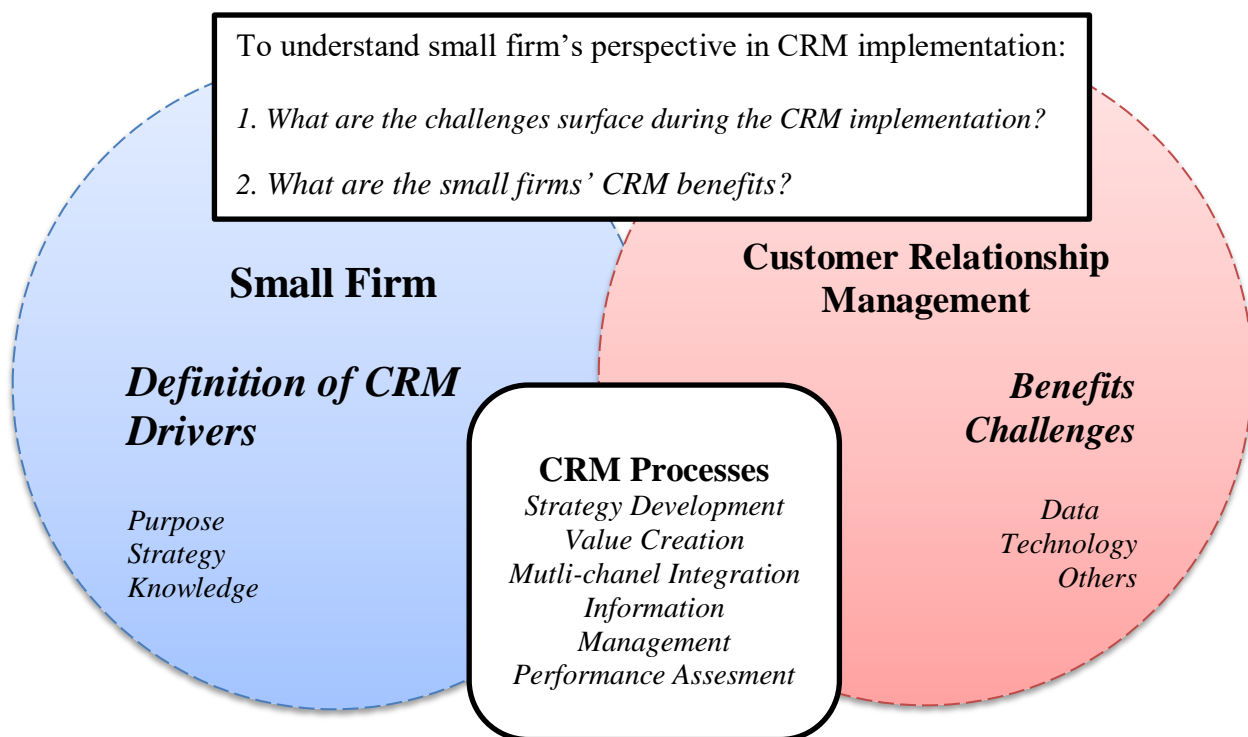 To understand small firm’s perspective in CRM implementation:
1. What are the challenges surface during the CRM implementation?
2. What are the small firms’ CRM benefits?
Small Firm
Definition of CRM
Drivers
Purpose
Strategy
Knowledge
Customer Relationship
Management
Benefits
Challenges
Data
Technology
Others
CRM Processes
Strategy Development
Value Creation
Mutli-chanel Integration
Information
Management
Performance Assesment